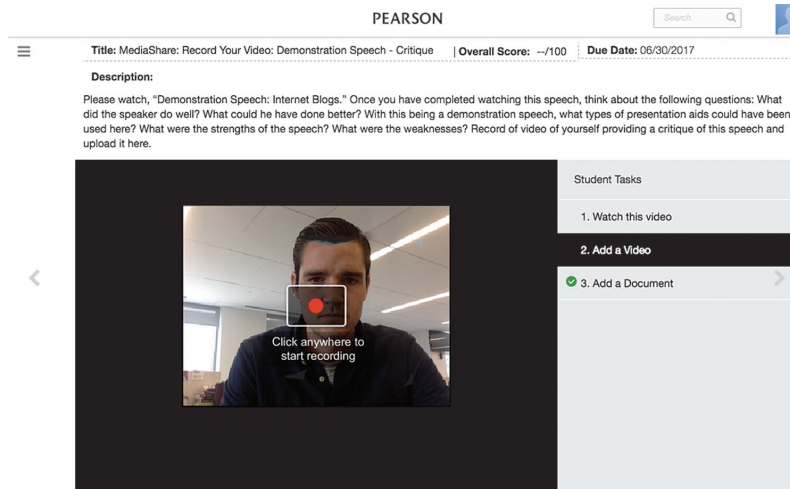 PEARSON
Search
Title: MediaShare: Record Your Video: Demonstration Speech - Critique | Overall Score: --/100 Due Date: 06/30/2017
Description:
Please watch, “Demonstration Speech: Internet Blogs.” Once you have completed watching this speech, think about the following questions: What
did the speaker do well? What could he have done better? With this being a demonstration speech, what types of presentation aids could have been
used here? What were the strengths of the speech? What were the weaknesses? Record of video of yourself providing a critique of this speech and
upload it here.
Click anywhere to
start recording
Student Tasks
1. Watch this video
2. Add a Video
3. Add a Document